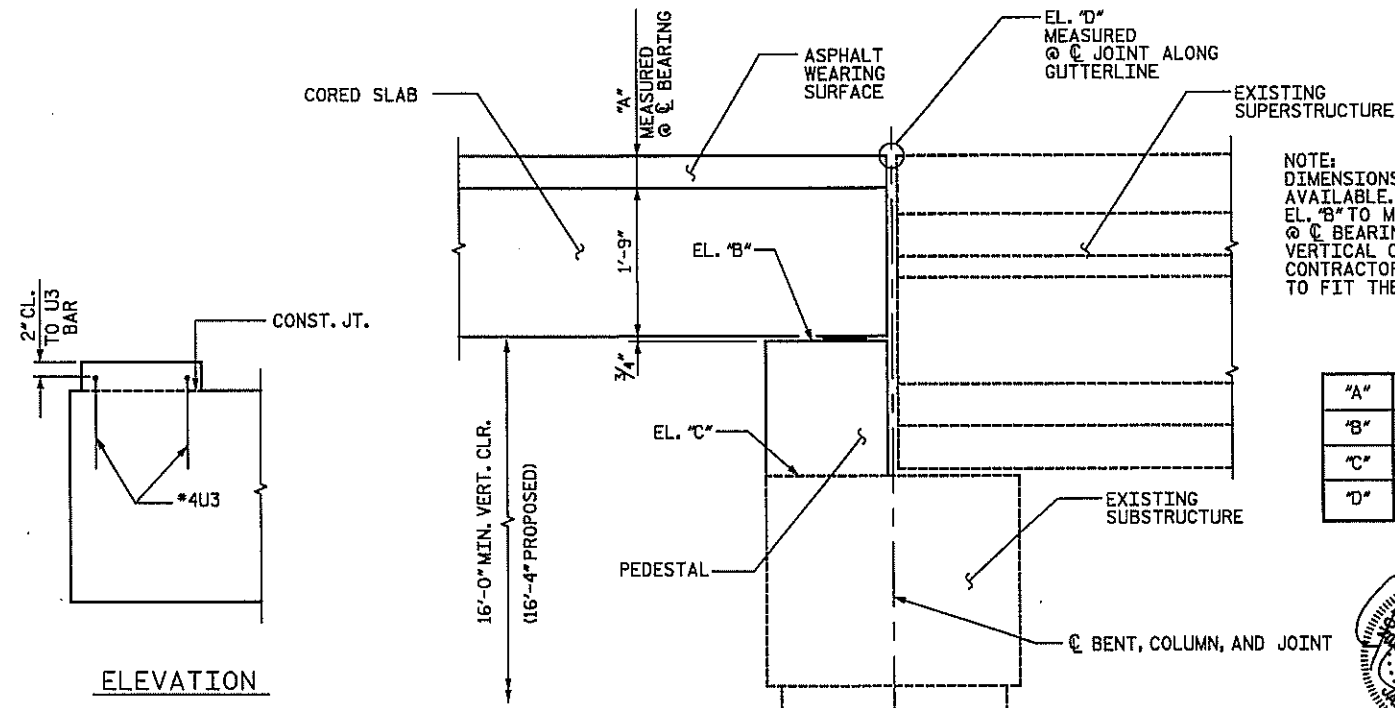 "A"
MEASURED
@ ℄ BEARING
ASPHALT
WEARING
SURFACE
EL. "D"
MEASURED
@ ℄ JOINT ALONG
GUTTERLINE
CORED SLAB
EXISTING
SUPERSTRUCTURE
NOTE:
DIMENSIONS
AVAILABLE.
EL. "B" TO
@ ℄
VERTICAL
CONTRACTOR
TO FIT
1'-9"
EL. "B"
3/4"
2" CL.
TO U3
BAR
CONST. JT.
#4U3
ELEVATION
16'-0" MIN. VERT. CLR.
(16'-4" PROPOSED)
EL. "C"
PEDESTAL
EXISTING
SUBSTRUCTURE
℄ BENT, COLUMN, AND JOINT
"A"
"B"
"C"
"D"